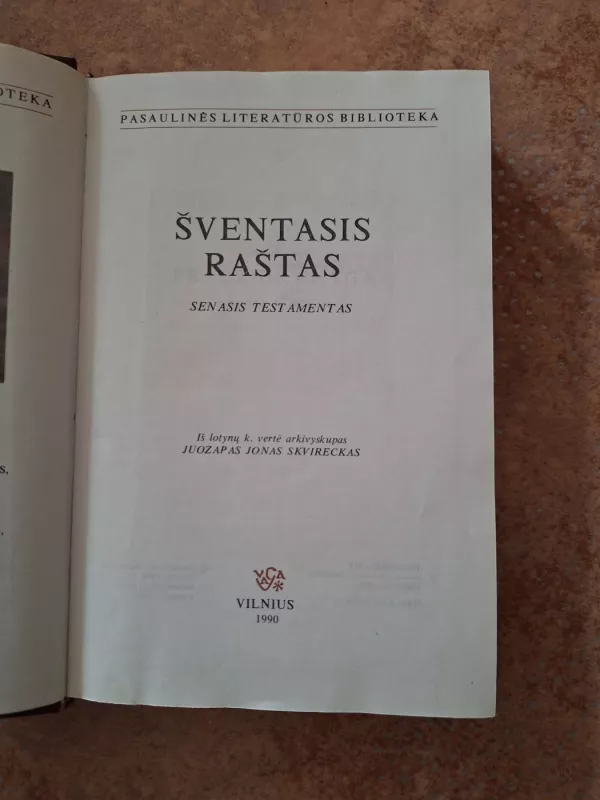 PASAULINĖS LITERATŪROS BIBLIOTEKA
ŠVENTASIS
RAŠTAS
SENASIS TESTAMENTAS
Iš lotynų k. vertė arkivyskupas
JUOZAPAS JONAS SKVIRECKAS
VILNIUS
1990